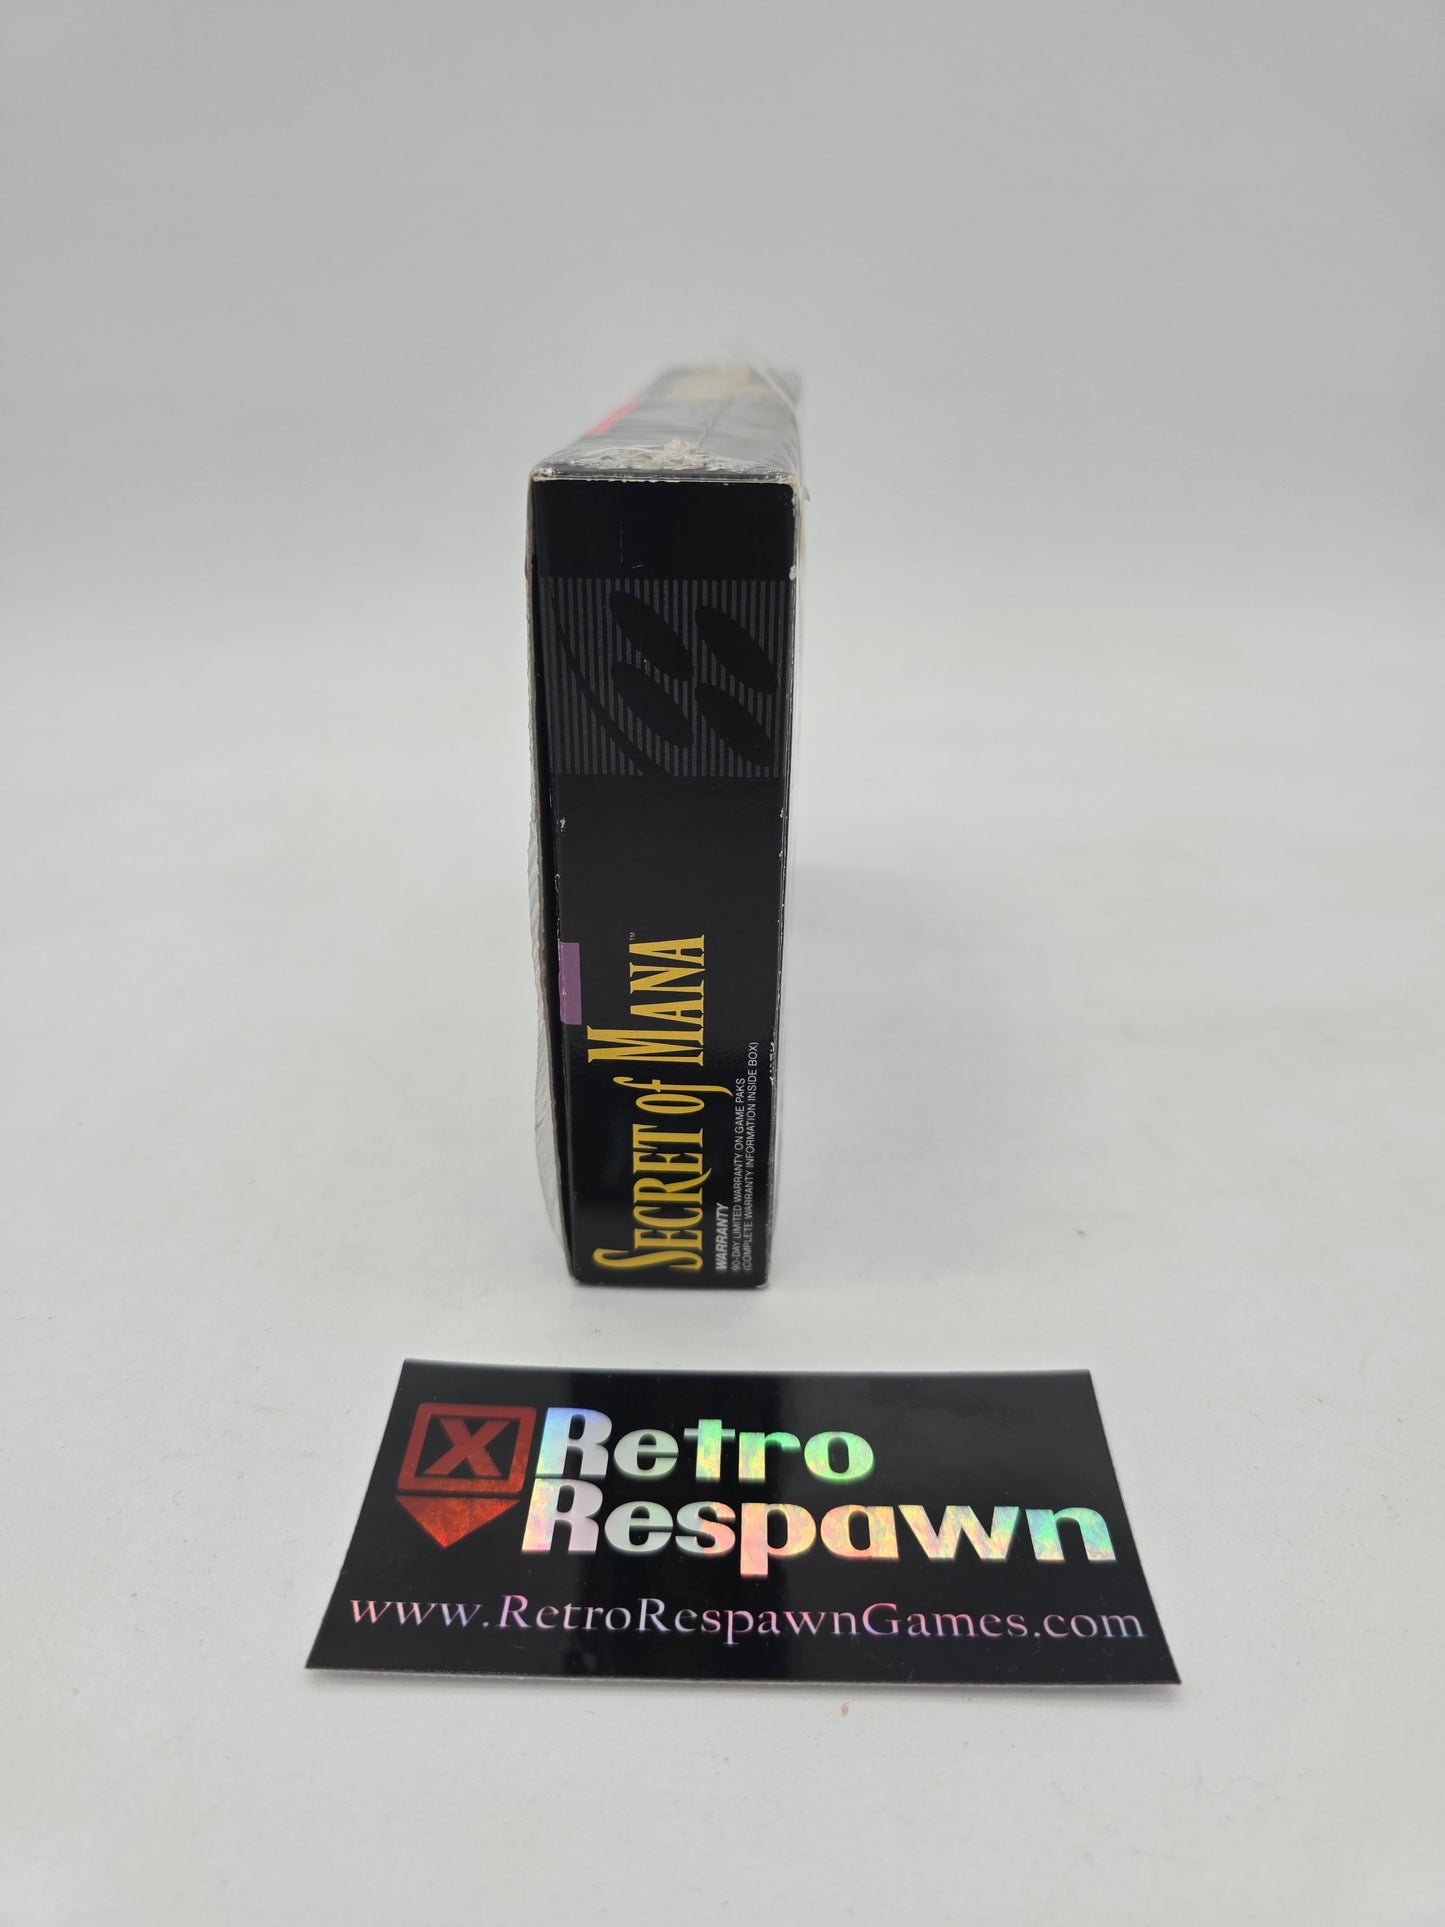 SECRET of MANA™
WARRANTY
90-DAY LIMITED WARRANTY ON GAME PAKS
(COMPLETE WARRANTY INFORMATION INSIDE BOX)
X Retro
Respawn
www.RetroRespawnGames.com